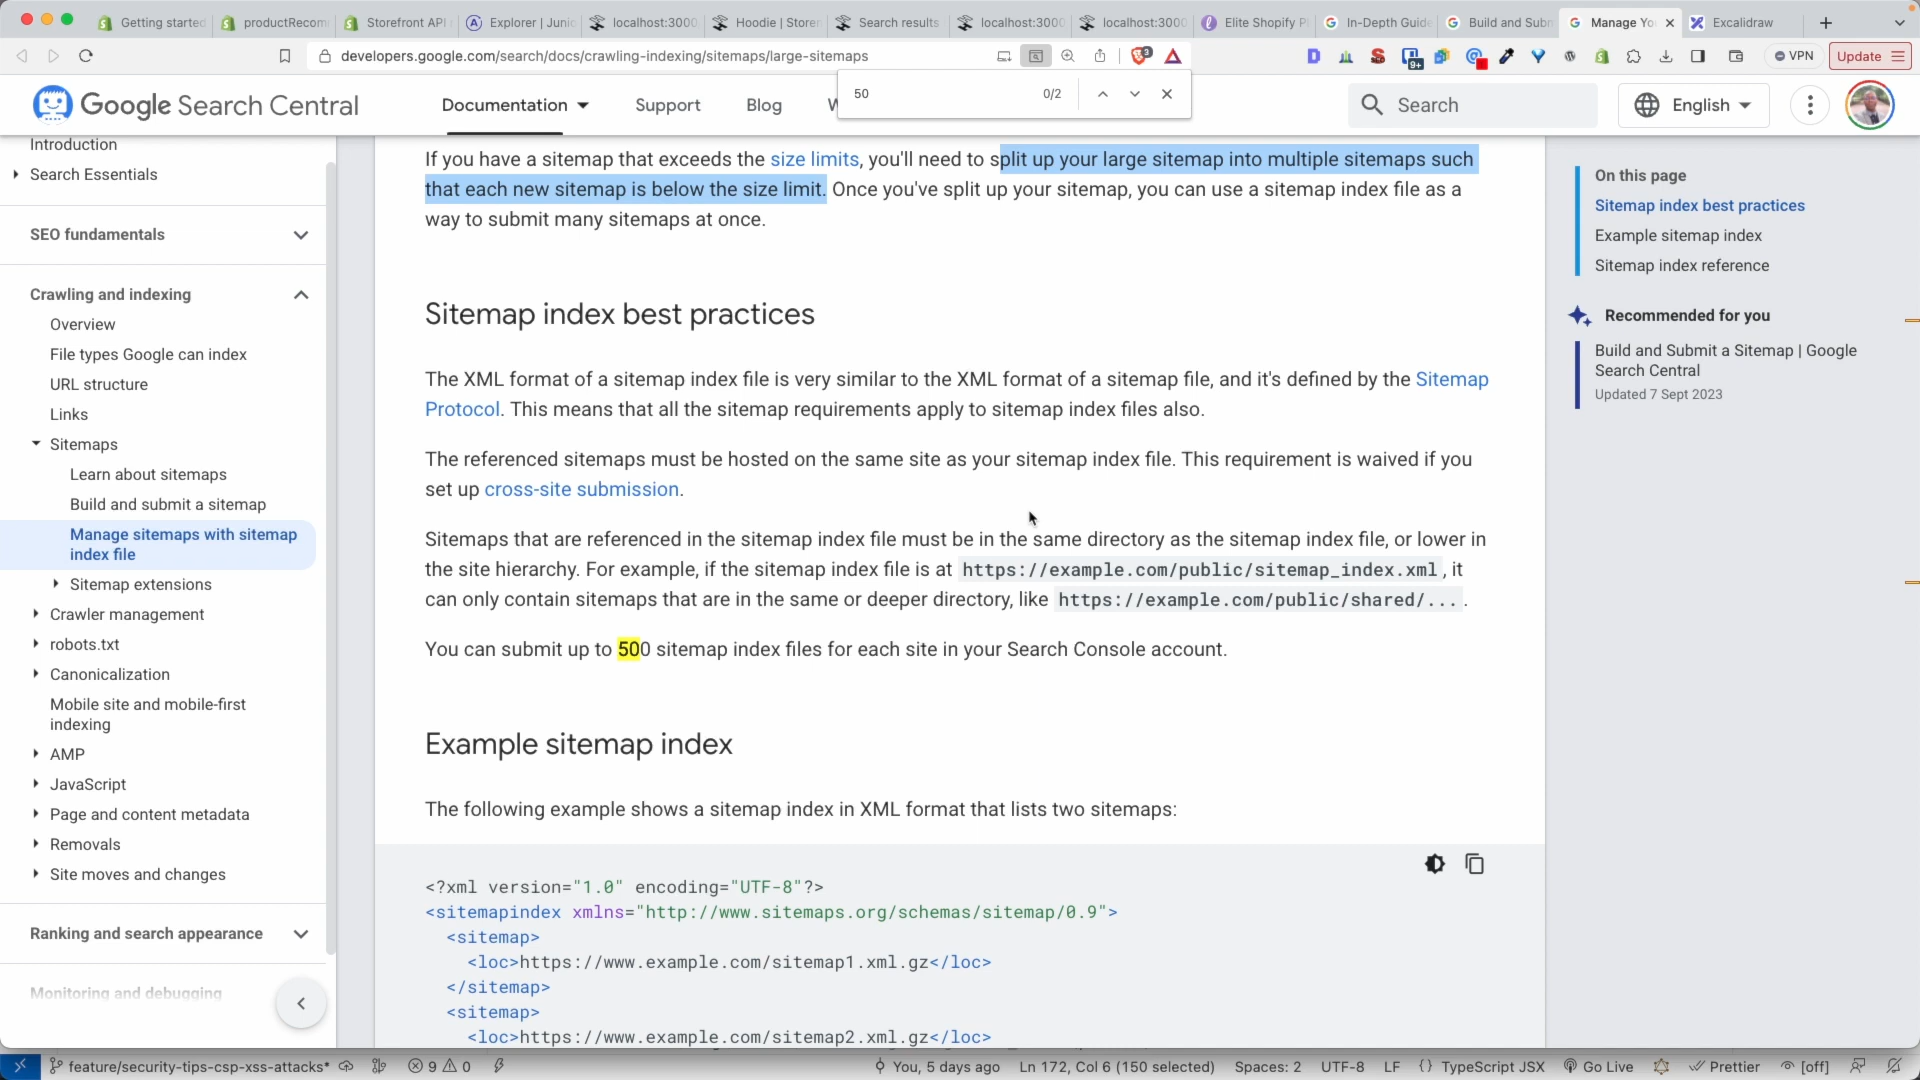 Getting started
productRecom
Storefront API
Explorer | Junic
localhost:3000
Hoodie | Storen
Search results
localhost:3000
localhost:3000
Elite Shopify P
In-Depth Guide
Build and Subn
Manage Yo
Excalidraw
developers.google.com/search/docs/crawling-indexing/sitemaps/large-sitemaps
3
9+
VPN
Update
50
0/2
Google Search Central
Documentation
Support
Blog
Search
English
Introduction
Search Essentials
SEO fundamentals
Crawling and indexing
Overview
File types Google can index
URL structure
Links
Sitemaps
Learn about sitemaps
Build and submit a sitemap
Manage sitemaps with sitemap
index file
Sitemap extensions
Crawler management
robots.txt
Canonicalization
Mobile site and mobile-first
indexing
AMP
JavaScript
Page and content metadata
Removals
Site moves and changes
Ranking and search appearance
Monitoring and debugging
If you have a sitemap that exceeds the size limits, you'll need to split up your large sitemap into multiple sitemaps such
that each new sitemap is below the size limit. Once you've split up your sitemap, you can use a sitemap index file as a
way to submit many sitemaps at once.
Sitemap index best practices
The XML format of a sitemap index file is very similar to the XML format of a sitemap file, and it's defined by the Sitemap
Protocol. This means that all the sitemap requirements apply to sitemap index files also.
The referenced sitemaps must be hosted on the same site as your sitemap index file. This requirement is waived if you
set up cross-site submission.
Sitemaps that are referenced in the sitemap index file must be in the same directory as the sitemap index file, or lower in
the site hierarchy. For example, if the sitemap index file is at https://example.com/public/sitemap_index.xml, it
can only contain sitemaps that are in the same or deeper directory, like https://example.com/public/shared/....
You can submit up to 500 sitemap index files for each site in your Search Console account.
Example sitemap index
The following example shows a sitemap index in XML format that lists two sitemaps:
<?xml version="1.0" encoding="UTF-8"?>
<sitemapindex xmlns="http://www.sitemaps.org/schemas/sitemap/0.9">
<sitemap>
<loc>https://www.example.com/sitemap1.xml.gz</loc>
</sitemap>
<sitemap>
<loc>https://www.example.com/sitemap2.xml.gz</loc>
On this page
Sitemap index best practices
Example sitemap index
Sitemap index reference
Recommended for you
Build and Submit a Sitemap | Google
Search Central
Updated 7 Sept 2023
feature/security-tips-csp-xss-attacks*
9
0
You, 5 days ago
Ln 172, Col 6 (150 selected)
Spaces: 2
UTF-8
LF
{} TypeScript JSX
Go Live
Prettier
[off]